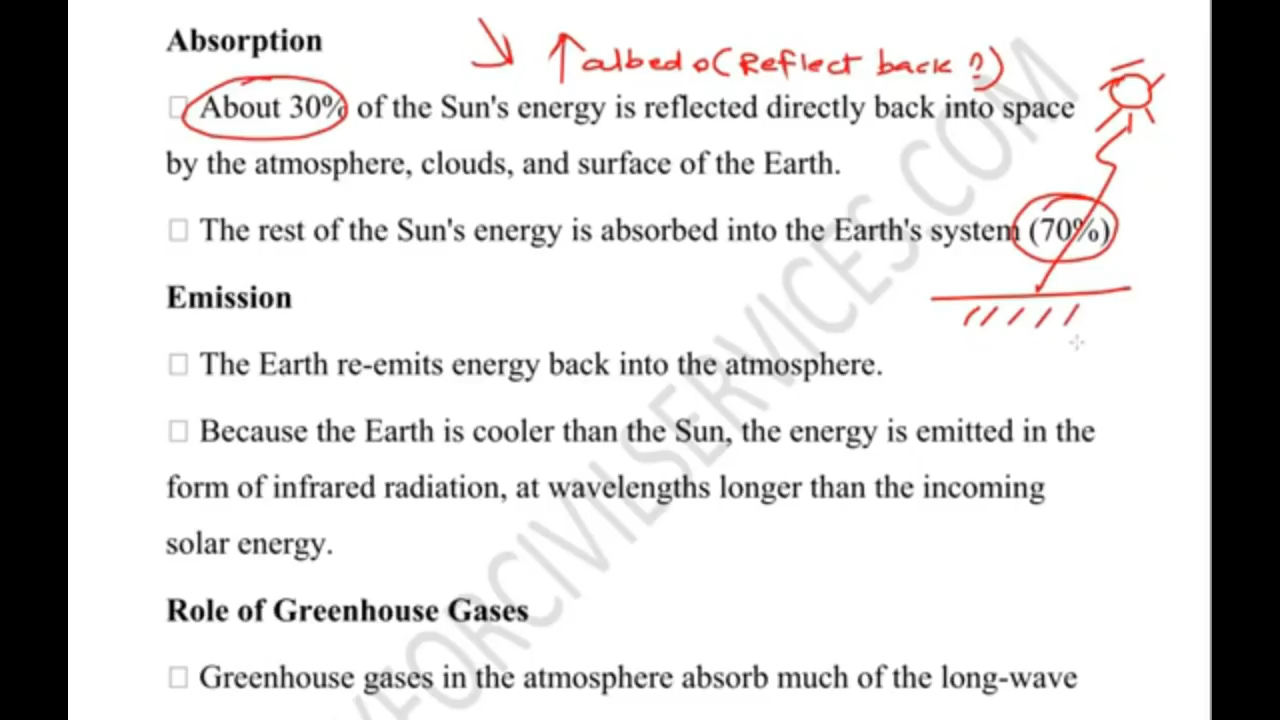 Absorption
↑ albedo (Reflect back ?)
□ About 30% of the Sun's energy is reflected directly back into space
by the atmosphere, clouds, and surface of the Earth.
□ The rest of the Sun's energy is absorbed into the Earth's system (70%)
Emission
□ The Earth re-emits energy back into the atmosphere.
□ Because the Earth is cooler than the Sun, the energy is emitted in the
form of infrared radiation, at wavelengths longer than the incoming
solar energy.
Role of Greenhouse Gases
□ Greenhouse gases in the atmosphere absorb much of the long-wave
FORCIVILSERVICES.COM